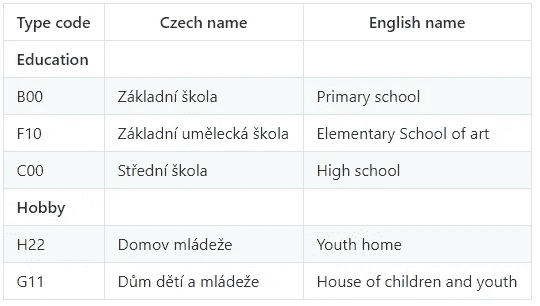 Type code Czech name English name
Education
B00 Základní škola Primary school
F10 Základní umělecká škola Elementary School of art
C00 Střední škola High school
Hobby
H22 Domov mládeže Youth home
G11 Dům dětí a mládeže House of children and youth